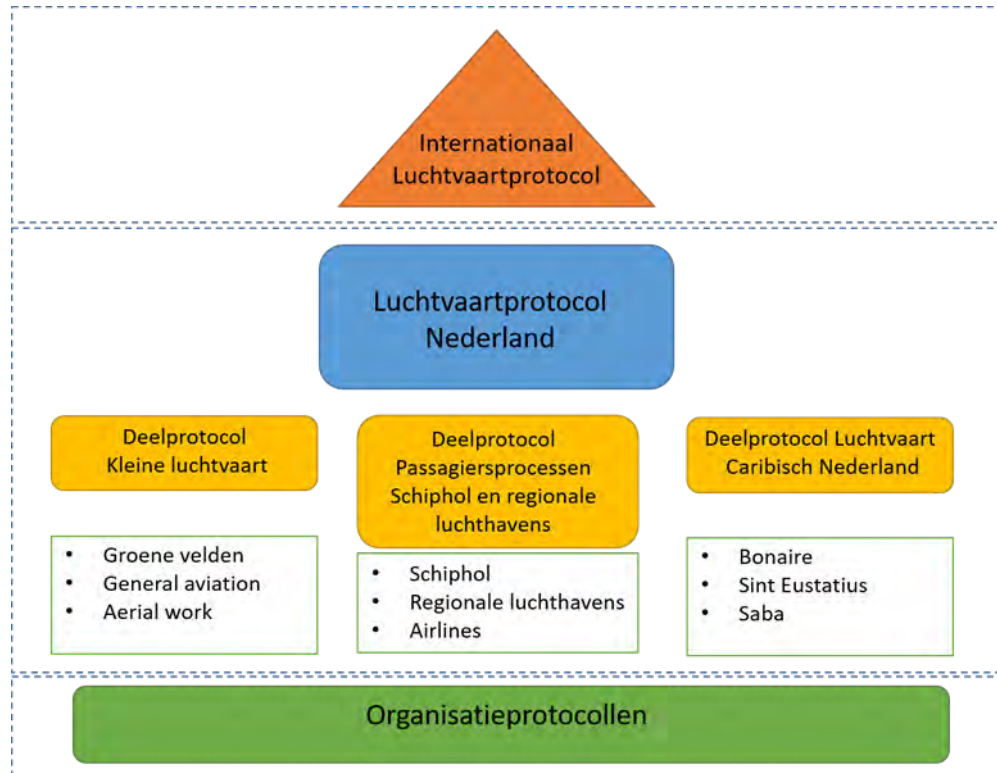 Internationaal
Luchtvaartprotocol
Luchtvaartprotocol
Nederland
Deelprotocol
Kleine luchtvaart
• Groene velden
• General aviation
• Aerial work
Deelprotocol
Passagiersprocessen
Schiphol en regionale
luchthavens
• Schiphol
• Regionale luchthavens
• Airlines
Deelprotocol Luchtvaart
Caribisch Nederland
• Bonaire
• Sint Eustatius
• Saba
Organisatieprotocollen